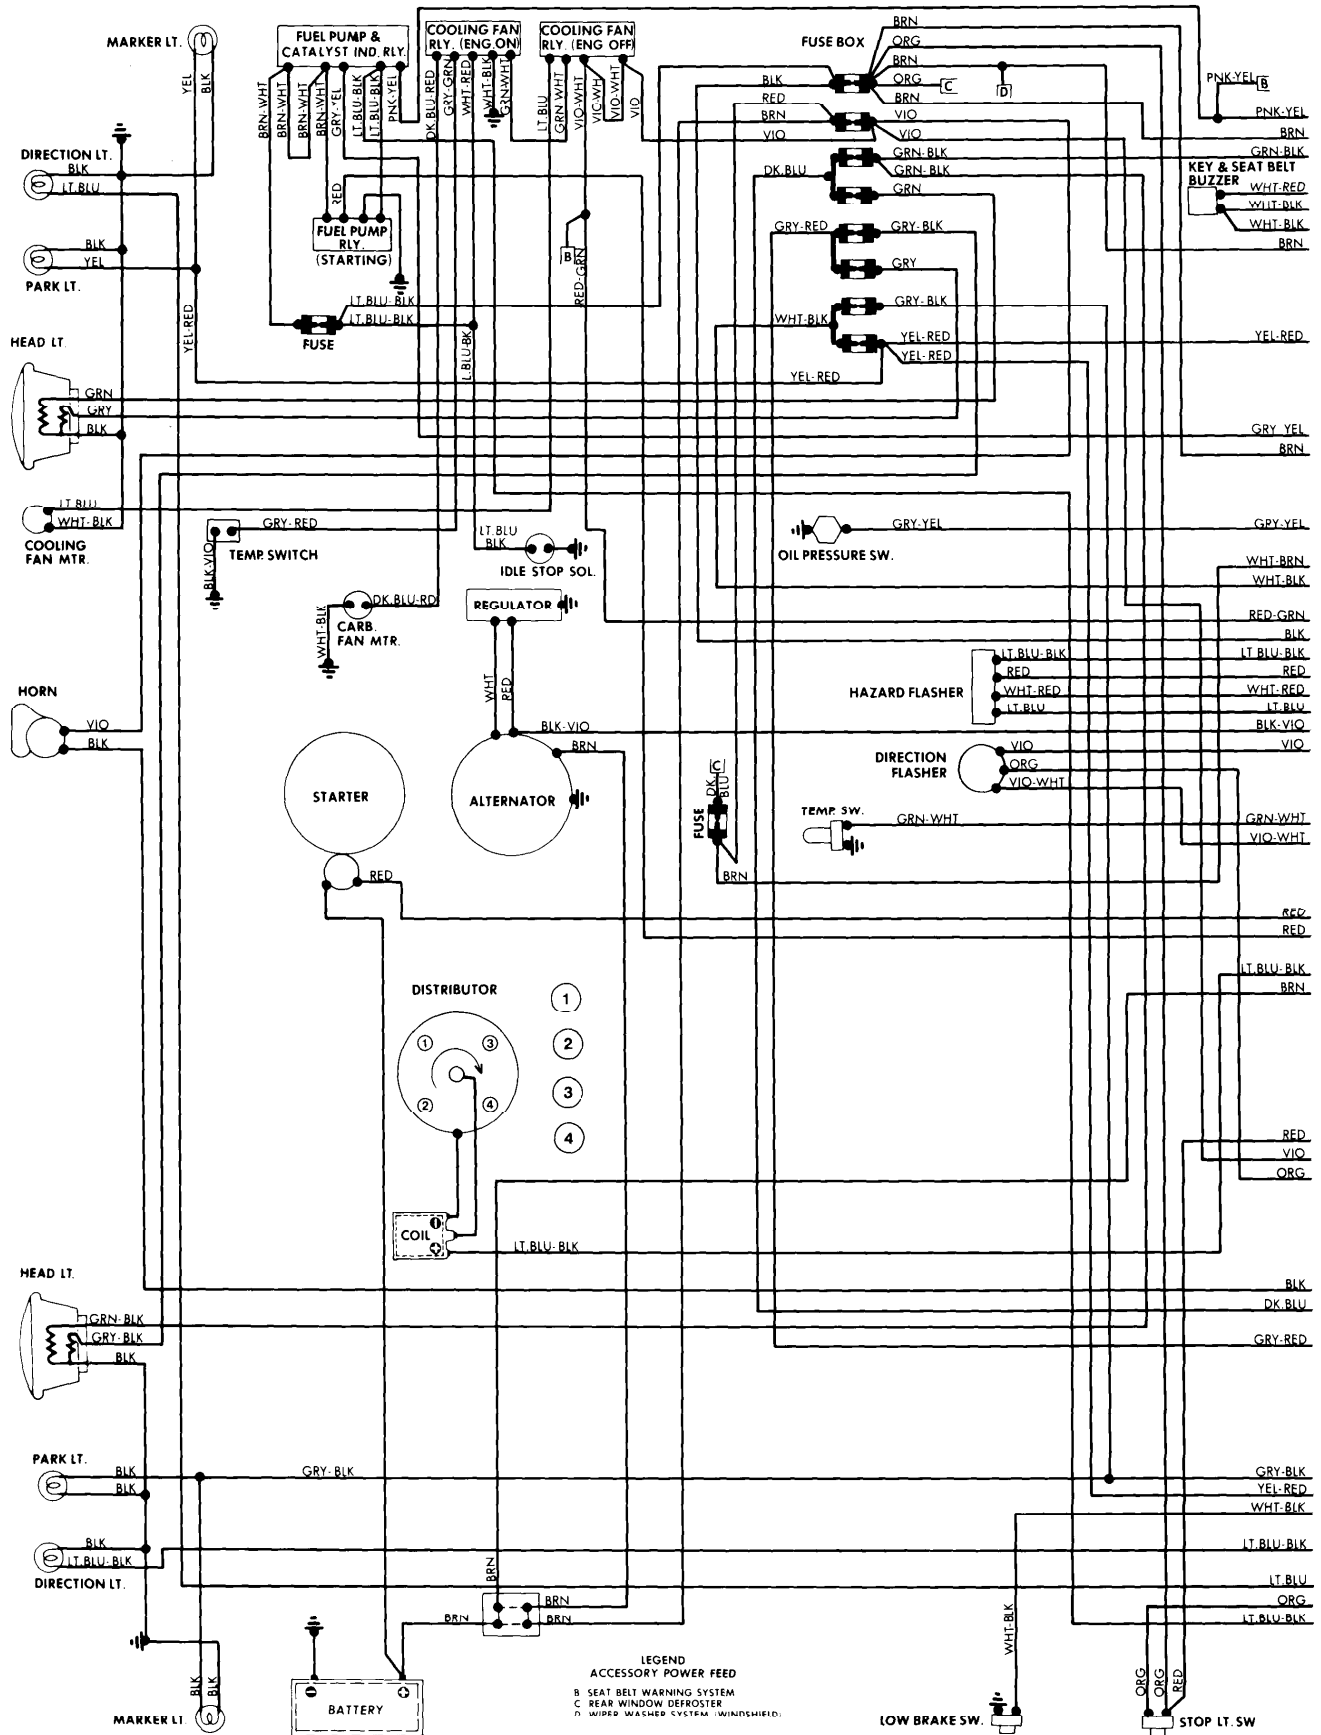 MARKER LT.
YEL
BLK
FUEL PUMP &
CATALYST IND. RLY.
BRN-WHT
BRN-WHT
BRN-WHT
BRN-WHT
GRY-YEL
LT.BLU-BLK
LT.BLU-BLK
PNK-YEL
COOLING FAN
RLY. (ENG.ON)
DK.BLU-RED
GRY-GRN
WHT-RED
WHT-BLK
GRN-WHT
COOLING FAN
RLY. (ENG OFF)
LT.BLU
GRN-WHT
VIO-WHT
VIO-WHT
VIO
FUSE BOX
BRN
ORG
BRN
ORG
C
D
BRN
BLK
RED
BRN
VIO
VIO
VIO
DK.BLU
GRN-BLK
GRN-BLK
GRN
GRY-RED
GRY-BLK
GRY
WHT-BLK
GRY-BLK
YEL-RED
YEL-RED
YEL-RED
PNK-YEL
B
PNK-YEL
BRN
GRN-BLK
KEY & SEAT BELT
BUZZER
WHT-RED
WHT-BLK
WHT-BLK
BRN
YEL-RED
DIRECTION LT.
BLK
LT.BLU
BLK
YEL
PARK LT.
YEL-RED
RED
FUEL PUMP
RLY.
(STARTING)
B
RED-GRN
LT.BLU-BLK
LT.BLU-BLK
FUSE
L.BLU-BK
HEAD LT.
GRN
GRY
BLK
GRY YEL
BRN
LT BLU
WHT-BLK
COOLING
FAN MTR.
GRY-RED
TEMP. SWITCH
BLK-VIO
LT.BLU
BLK
IDLE STOP SOL.
GRY-YEL
OIL PRESSURE SW.
GRY-YEL
WHT-BRN
WHT-BLK
DK.BLU-RD
CARB.
FAN MTR.
WHT-BLK
REGULATOR
WHT
RED
RED-GRN
BLK
HAZARD FLASHER
LT.BLU-BLK
RED
WHT-RED
LT.BLU
LT BLU-BLK
RED
WHT-RED
LT.BLU
BLK-VIO
VIO
HORN
VIO
BLK
BLK-VIO
BRN
STARTER
ALTERNATOR
DIRECTION
FLASHER
VIO
ORG
VIO-WHT
C
DK.
BLU
FUSE
BRN
TEMP. SW.
GRN-WHT
GRN-WHT
VIO-WHT
RED
RED
RED
LT.BLU-BLK
BRN
DISTRIBUTOR
1
3
2
4
1
2
3
4
RED
VIO
ORG
COIL
LT.BLU-BLK
BLK
DK.BLU
GRY-RED
HEAD LT.
GRN-BLK
GRY-BLK
BLK
PARK LT.
BLK
BLK
GRY-BLK
GRY-BLK
YEL-RED
WHT-BLK
BLK
LT.BLU-BLK
DIRECTION LT.
LT.BLU-BLK
LT.BLU
ORG
LT.BLU-BLK
BRN
BRN
BRN
BRN
WHT-BLK
BLK
BLK
MARKER LT.
BATTERY
LEGEND
ACCESSORY POWER FEED
B SEAT BELT WARNING SYSTEM
C REAR WINDOW DEFROSTER
D WIPER WASHER SYSTEM (WINDSHIELD)
LOW BRAKE SW.
ORG
ORG
RED
STOP LT. SW